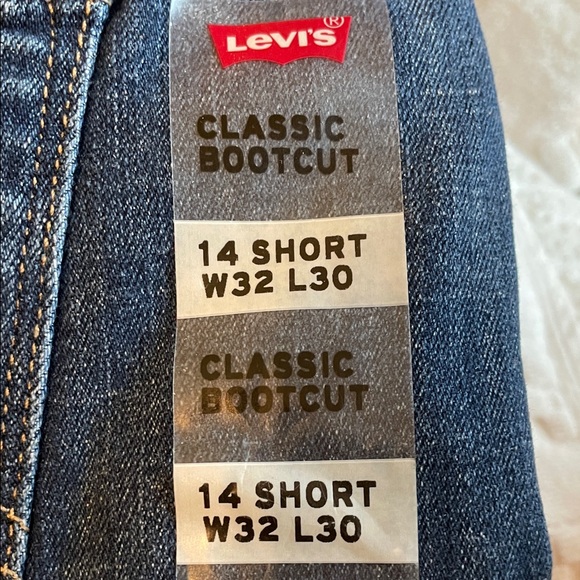 Levi's®
CLASSIC
BOOTCUT
14 SHORT
W32 L30
CLASSIC
BOOTCUT
14 SHORT
W32 L30